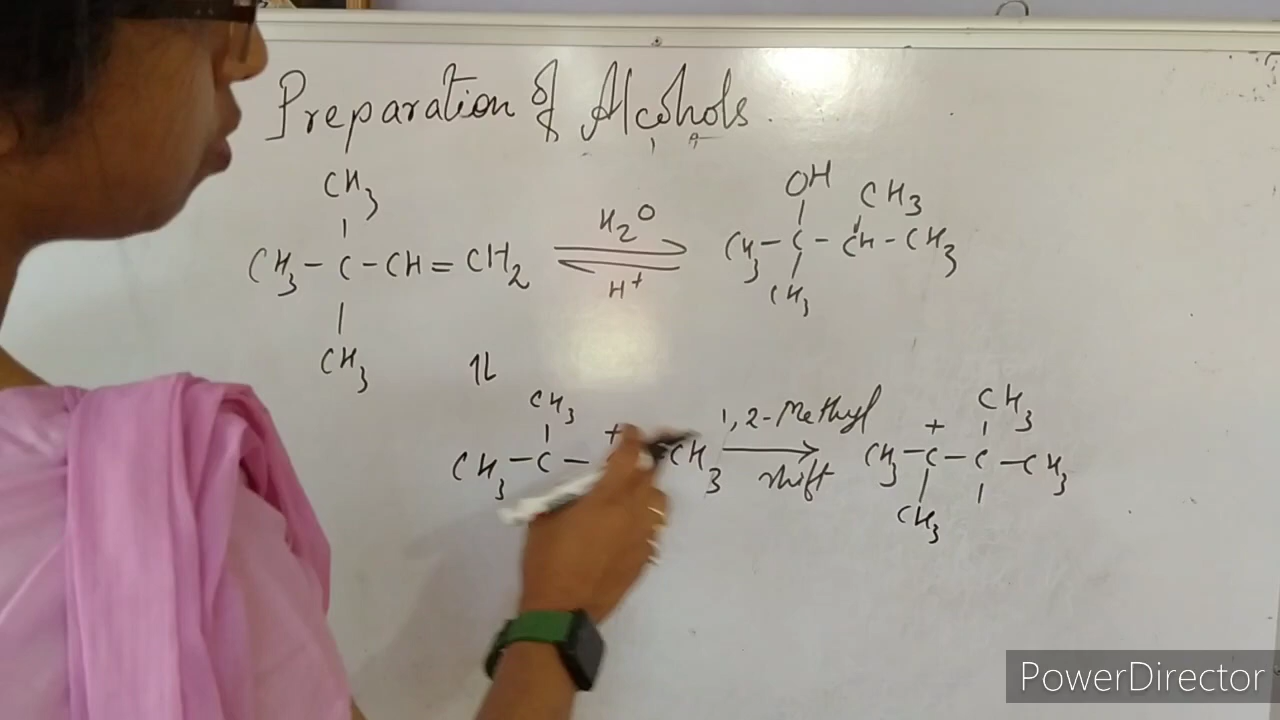 Preparation of Alcohols.
CH3 OH CH3
CH3 - C - CH = CH2 H2O ⇌ H+ CH3 - C - CH - CH3
CH3 CH3
⇌
CH3 CH3
CH3 - C - + CH3 1,2-Methyl shift → CH3 - C+ - C - CH3
CH3
PowerDirector